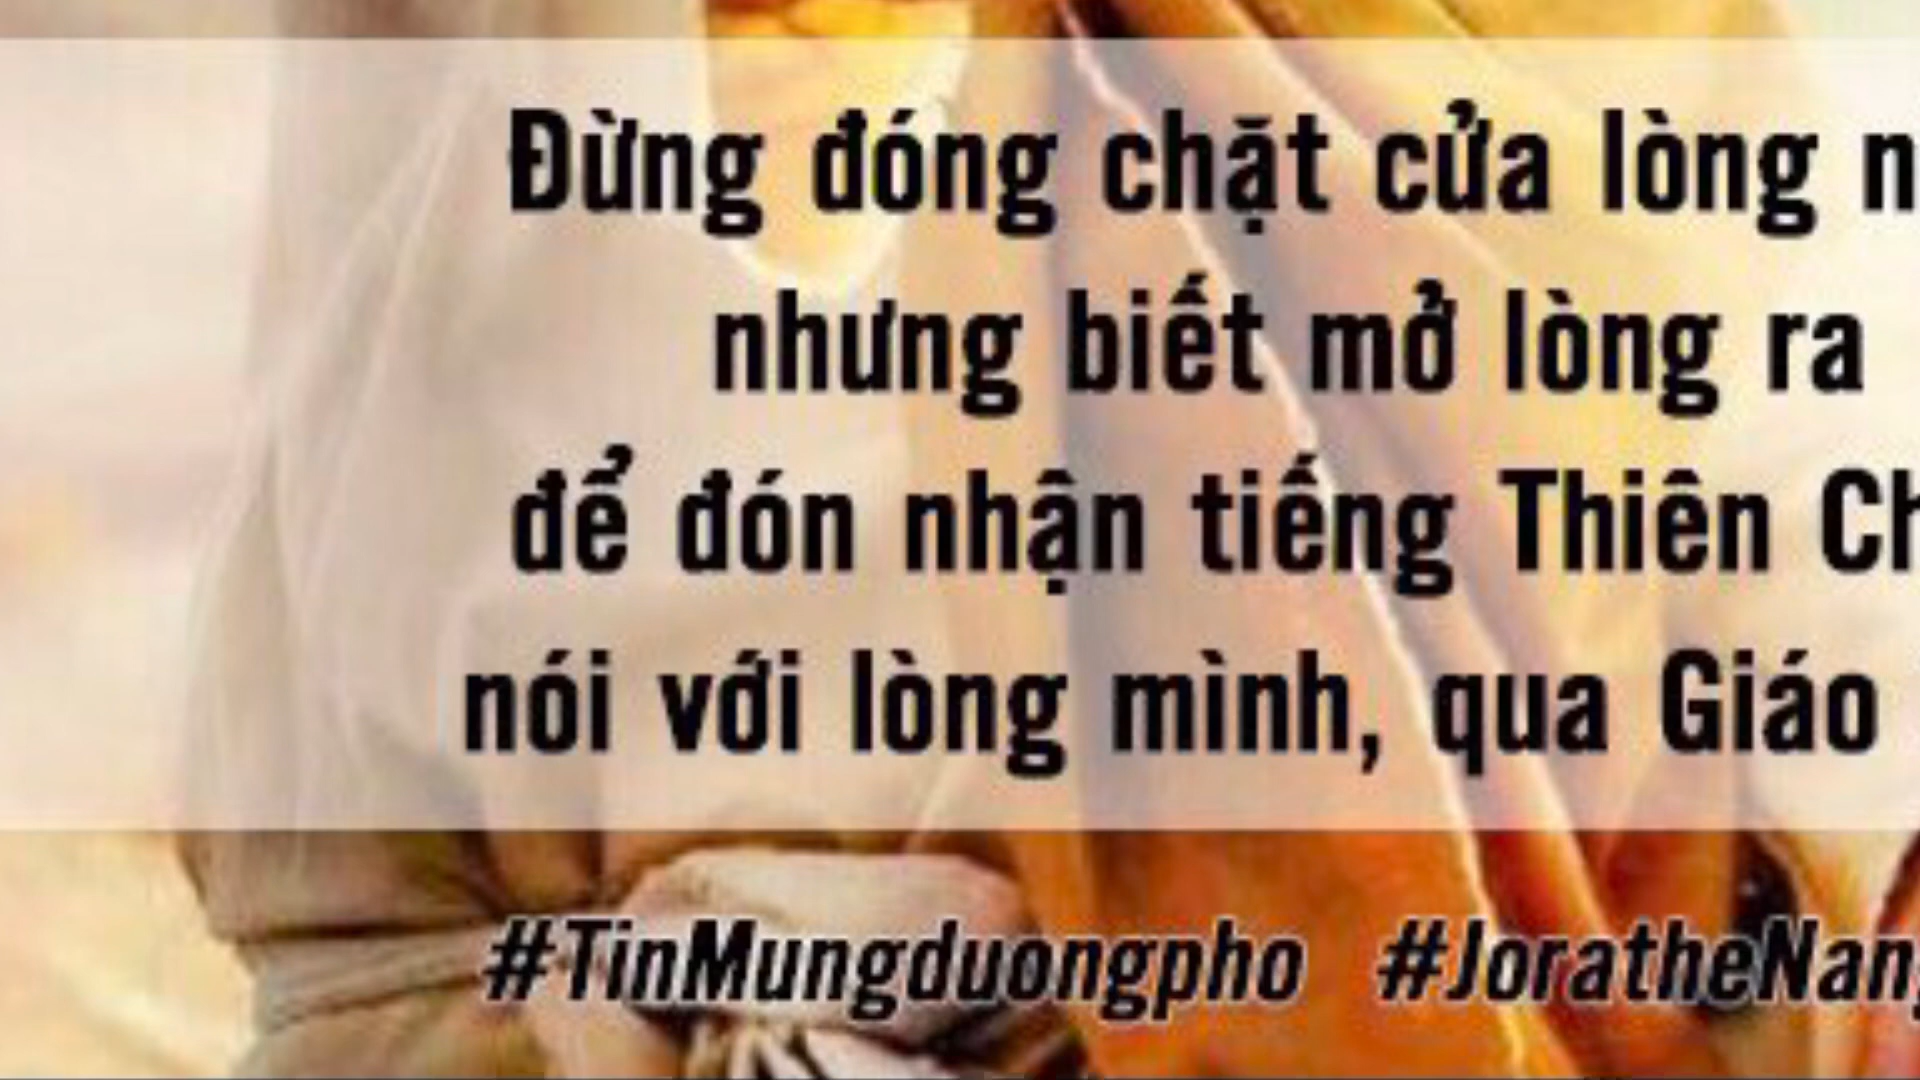 Đừng đóng chặt cửa lòng
nhưng biết mở lòng ra
để đón nhận tiếng Thiên
nói với lòng mình, qua Giáo
#TinMungduongpho